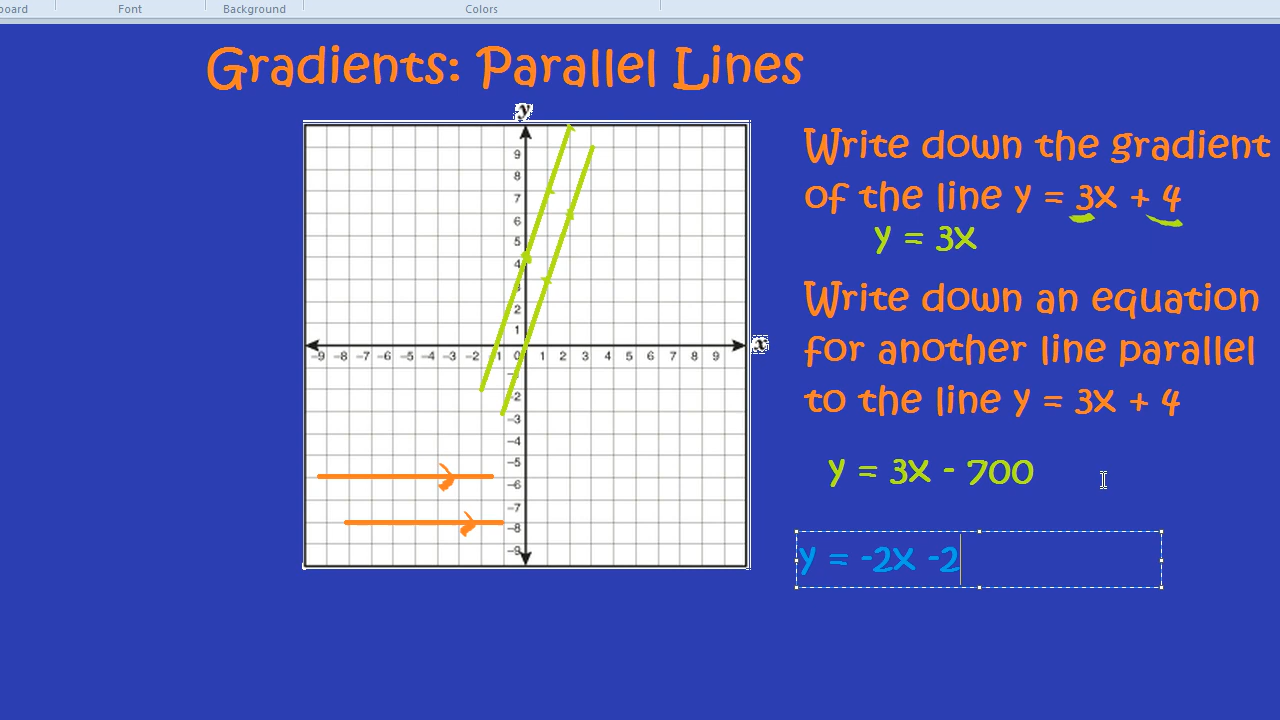 board Font Background Colors
Gradients: Parallel Lines
y
9
8
7
6
5
4
3
2
1
-9 -8 -7 -6 -5 -4 -3 -2 -1 0 1 2 3 4 5 6 7 8 9
x
-2
-3
-4
-5
-6
-7
-8
-9
Write down the gradient
of the line y = 3x + 4
y = 3x
Write down an equation
for another line parallel
to the line y = 3x + 4
y = 3x - 700
y = -2x -2